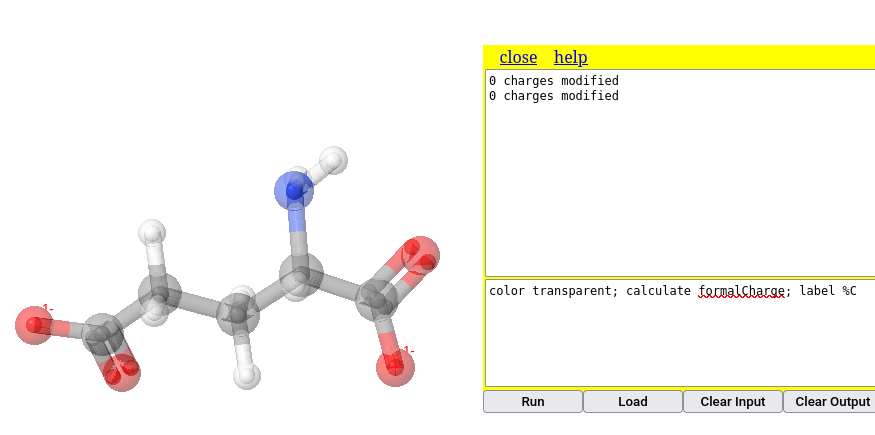 close help
0 charges modified
0 charges modified
color transparent; calculate formalCharge; label %C
1-
1-
Run Load Clear Input Clear Output